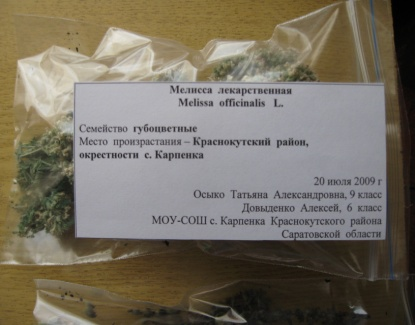 Мелисса лекарственная
Melissa officinalis L.
Семейство губоцветные
Место произрастания – Краснокутский район,
окрестности с. Карпенка
20 июля 2009 г
Осыко Татьяна Александровна, 9 класс
Довыденко Алексей, 6 класс
МОУ-СОШ с. Карпенка Краснокутского района
Саратовской области